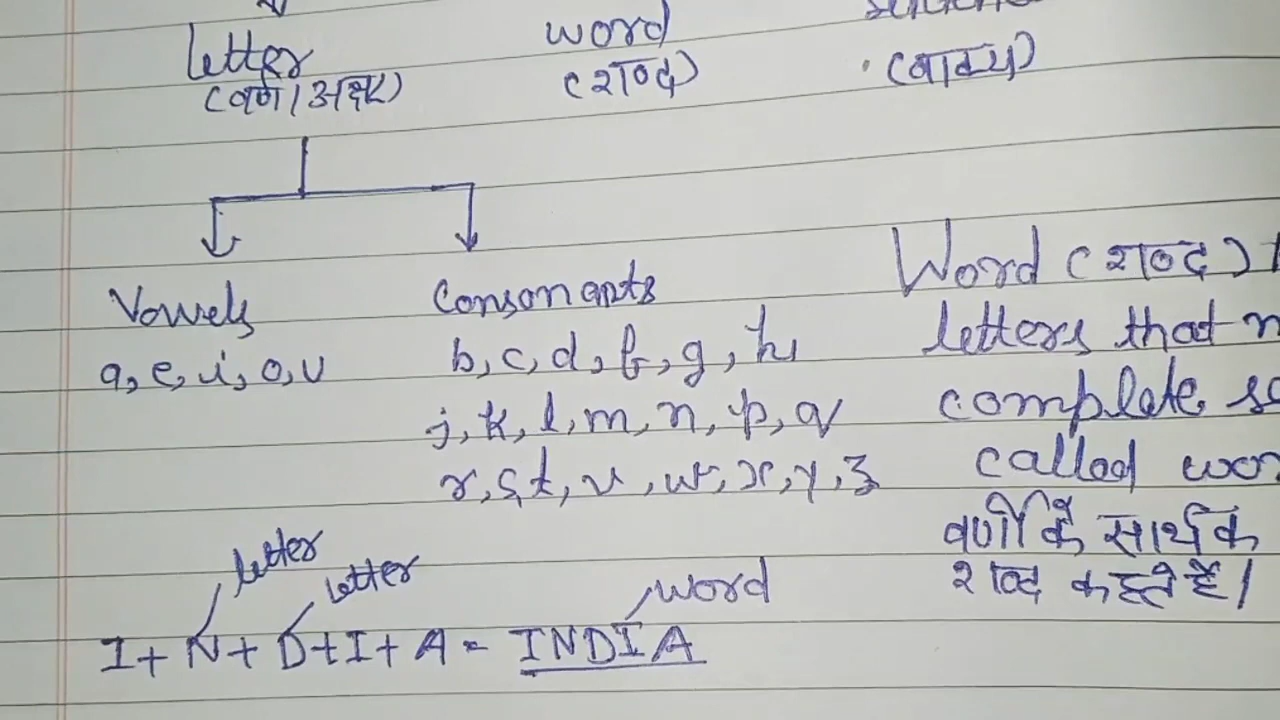 letter
word
(वर्ण/अक्षर)
(शब्द)
(वाक्य)
Vowels
a, e, i, o, u
Consonants
b, c, d, f, g, h
j, k, l, m, n, p, q
r, s, t, v, w, x, y, z
Word (शब्द)
letters that
complete
called
वर्णों के सार्थक
शब्द कहते हैं।
letter
letter
word
I + N + D + I + A = INDIA